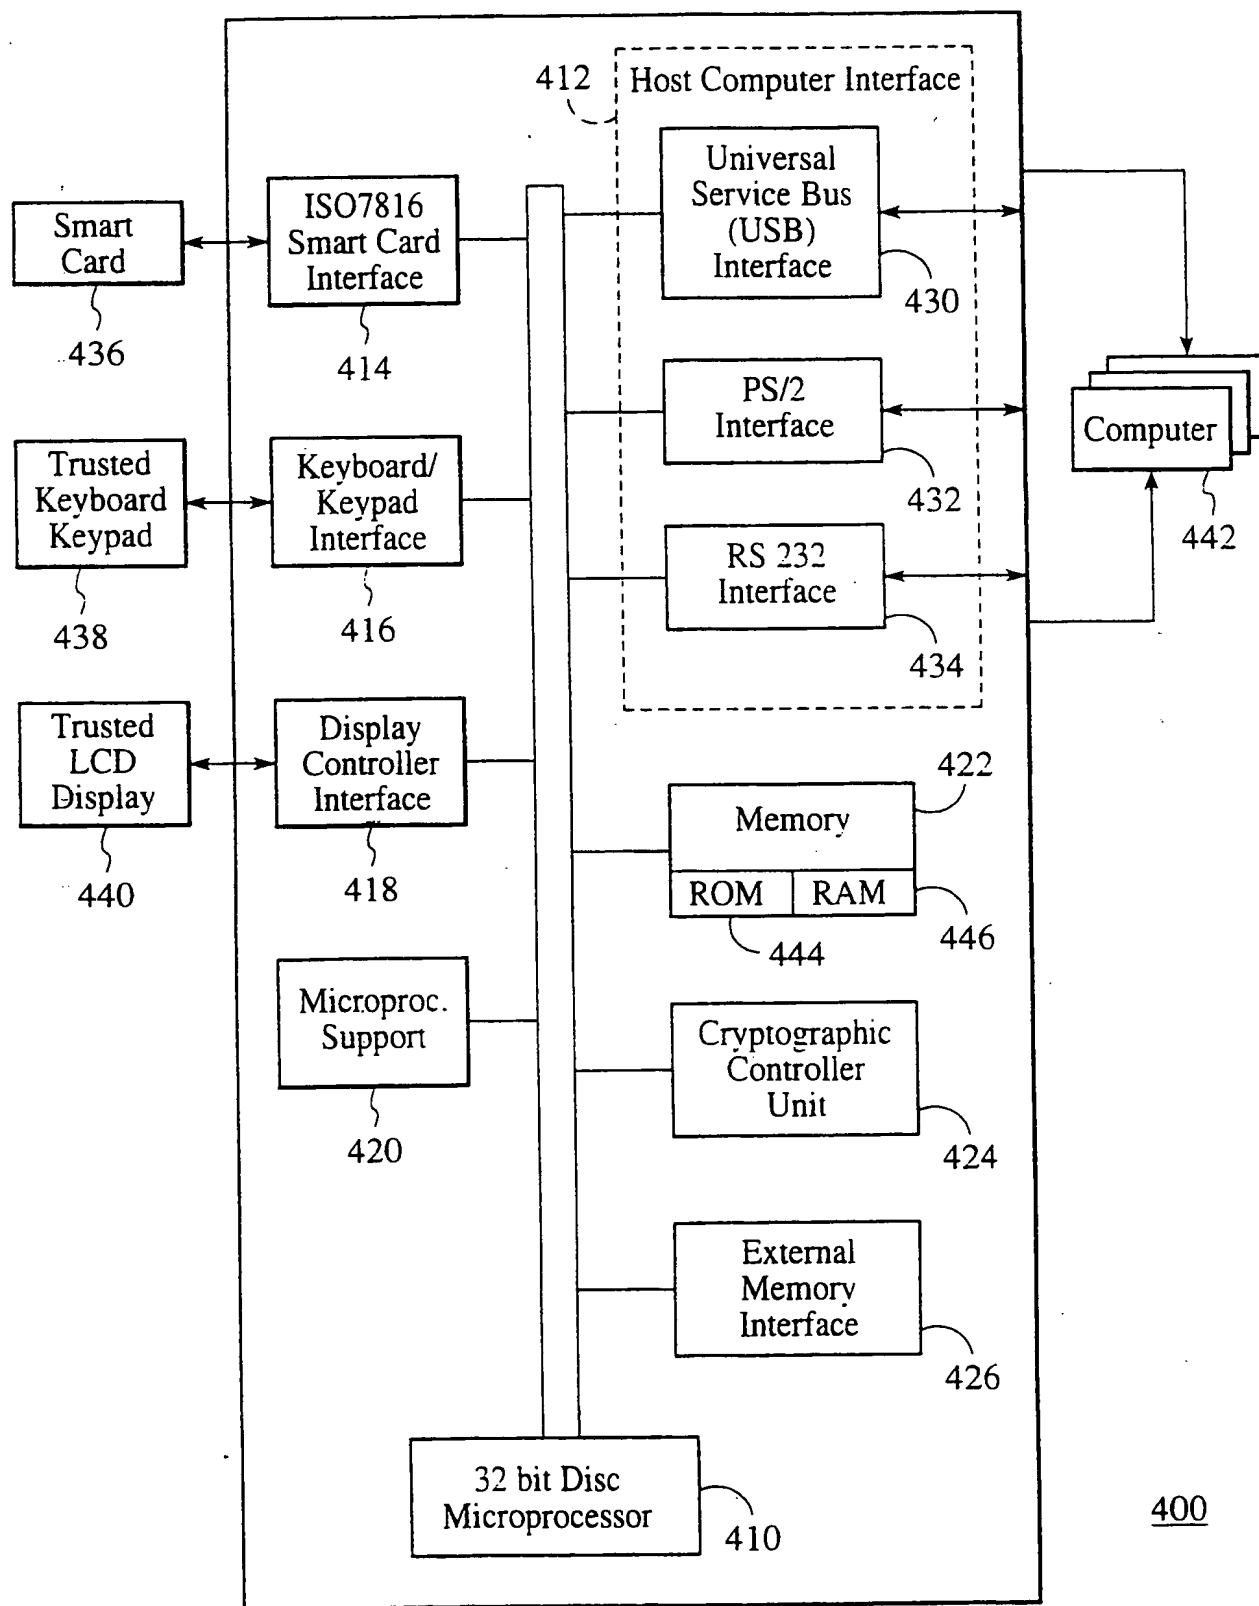 412
Host Computer Interface
Universal
Service Bus
(USB)
Interface
430
ISO7816
Smart Card
Interface
414
Smart
Card
436
PS/2
Interface
432
Computer
442
Trusted
Keyboard
Keypad
438
Keyboard/
Keypad
Interface
416
RS 232
Interface
434
Trusted
LCD
Display
440
Display
Controller
Interface
418
422
Memory
ROM
RAM
444
446
Microproc.
Support
420
Cryptographic
Controller
Unit
424
External
Memory
Interface
426
32 bit Disc
Microprocessor
410
400